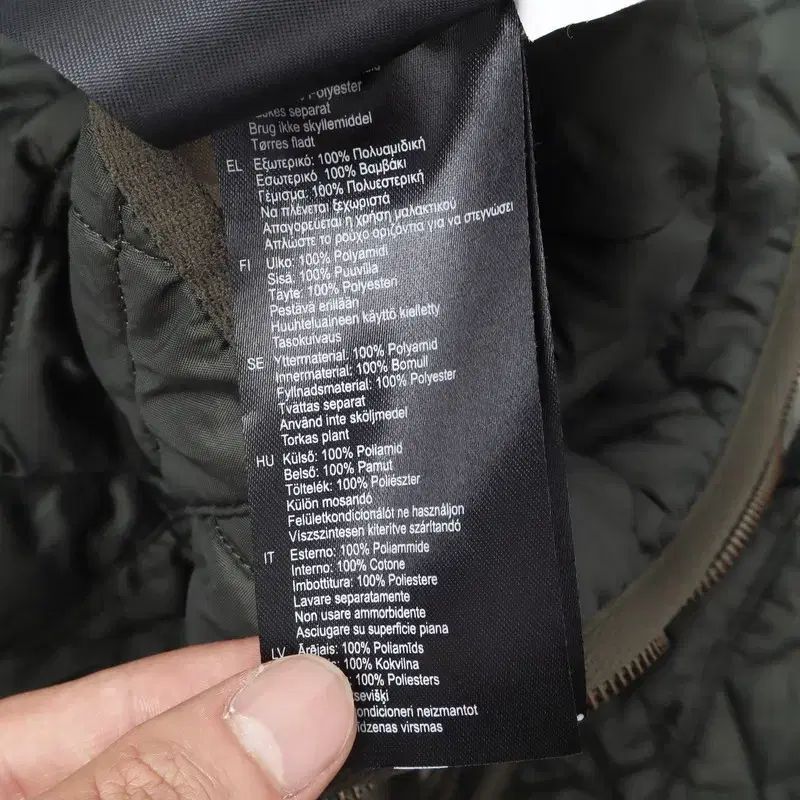 Polyester
separat
Brug ikke skyllemiddel
Tørres fladt
EL Εξωτερικό: 100% Πολυαμιδική
Εσωτερικό: 100% Βαμβάκι
Γέμισμα: 100% Πολυεστερική
Να πλένεται ξεχωριστά
Απαγορεύεται η χρήση μαλακτικού
Απλώστε το ρούχο οριζόντια για να στεγνώσει
FI Ulko: 100% Polyamidi
Sisä: 100% Puuvilla
Täyte: 100% Polyesteri
Pestävä erillään
Huuhteluaineen käyttö kielletty
Tasokuivaus
SE Yttermaterial: 100% Polyamid
Innermaterial: 100% Bomull
Fyllnadsmaterial: 100% Polyester
Tvättas separat
Använd inte sköljmedel
Torkas plant
HU Külső: 100% Poliamid
Belső: 100% Pamut
Töltelék: 100% Poliészter
Külön mosandó
Felületkondicionálót ne használjon
Vízszintesen kiterítve szárítandó
IT Esterno: 100% Poliammide
Interno: 100% Cotone
Imbottitura: 100% Poliestere
Lavare separatamente
Non usare ammorbidente
Asciugare su superficie piana
LV Ārējais: 100% Poliamīds
100% Kokvilna
100% Poliesters
sevišķi
ondicioneri neizmantot
īdzenas virsmas